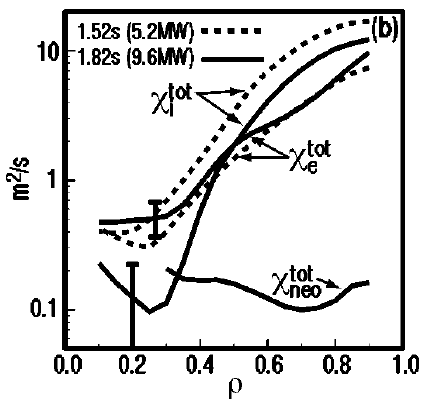 1.52s (5.2MW)
(b)
1.82s (9.6MW)
10
χ_i^tot
χ_e^tot
m²/s
1
χ_neo^tot
0.1
0.0 0.2 0.4 0.6 0.8 1.0
ρ